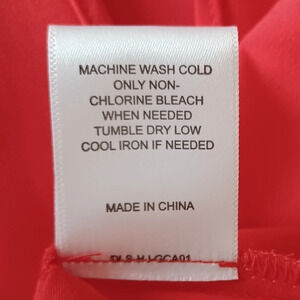 MACHINE WASH COLD
ONLY NON-
CHLORINE BLEACH
WHEN NEEDED
TUMBLE DRY LOW
COOL IRON IF NEEDED
MADE IN CHINA